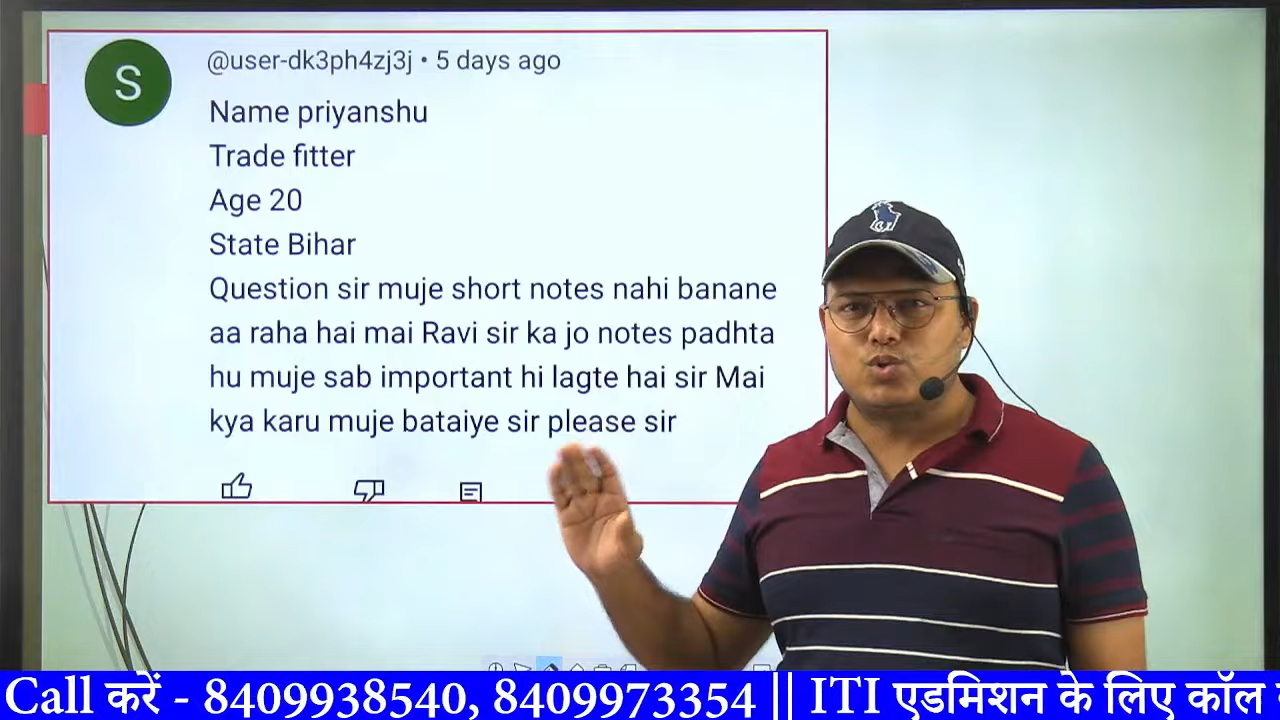 S
@user-dk3ph4zj3j • 5 days ago
Name priyanshu
Trade fitter
Age 20
State Bihar
Question sir muje short notes nahi banane
aa raha hai mai Ravi sir ka jo notes padhta
hu muje sab important hi lagte hai sir Mai
kya karu muje bataiye sir please sir
Call करें - 8409938540, 8409973354 || ITI एडमिशन के लिए कॉल